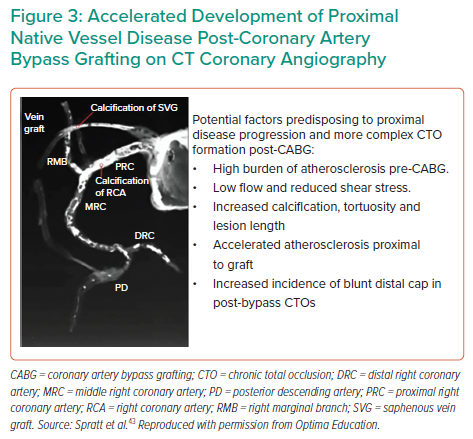 Figure 3: Accelerated Development of Proximal
Native Vessel Disease Post-Coronary Artery
Bypass Grafting on CT Coronary Angiography
Vein
graft
Calcification of SVG
RMB
PRC
Calcification
of RCA
MRC
DRC
PD
Potential factors predisposing to proximal
disease progression and more complex CTO
formation post-CABG:
• High burden of atherosclerosis pre-CABG.
• Low flow and reduced shear stress.
• Increased calciflcation, tortuosity and
lesion length
• Accelerated atherosclerosis proximal
to graft
• Increased incidence of blunt distal cap in
post-bypass CTOs
CABG = coronary artery bypass grafting; CTO = chronic total occlusion; DRC = distal right coronary
artery; MRC = middle right coronary artery; PD = posterior descending artery; PRC = proximal right
coronary artery; RCA = right coronary artery; RMB = right marginal branch; SVG = saphenous vein
graft. Source: Spratt et al.43 Reproduced with permission from Optima Education.